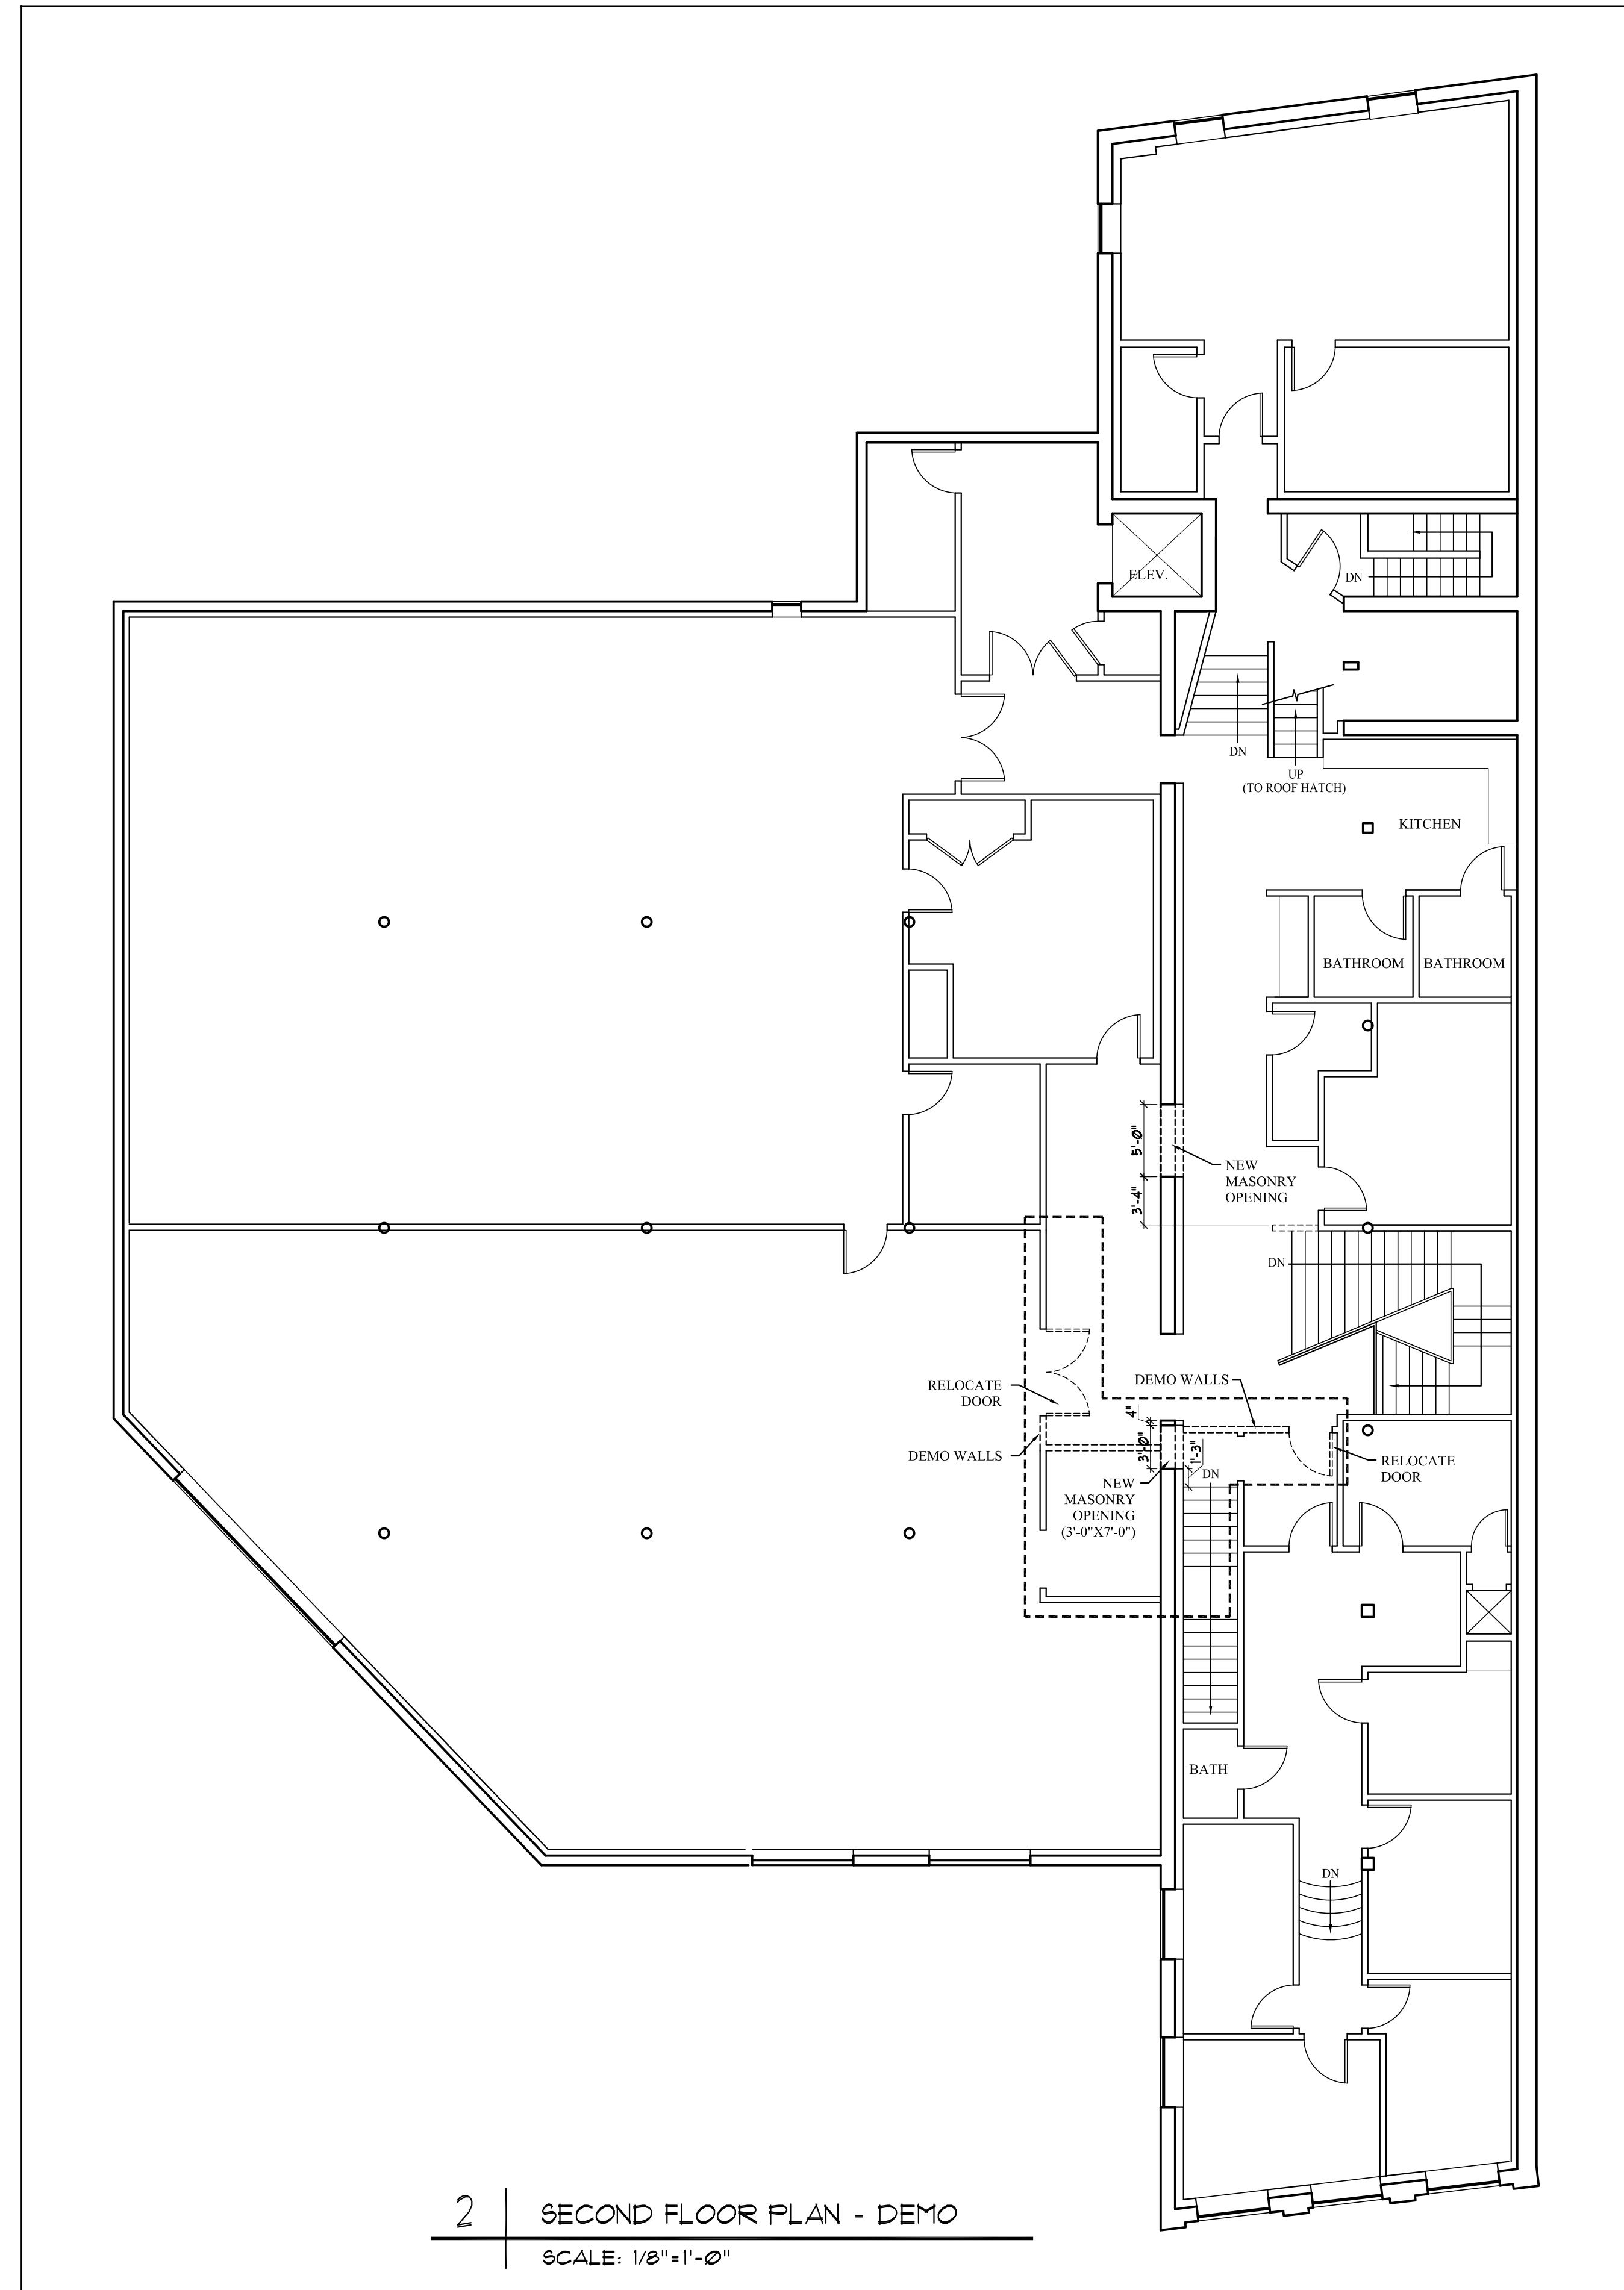 ELEV.
DN
DN
UP
(TO ROOF HATCH)
KITCHEN
BATHROOM
BATHROOM
5'-0"
3'-4"
NEW
MASONRY
OPENING
DN
DEMO WALLS
RELOCATE
DOOR
4"
3'-0"
1'-3"
DEMO WALLS
DN
RELOCATE
DOOR
NEW
MASONRY
OPENING
(3'-0"X7'-0")
BATH
DN
2
SECOND FLOOR PLAN - DEMO
SCALE: 1/8"=1'-0"